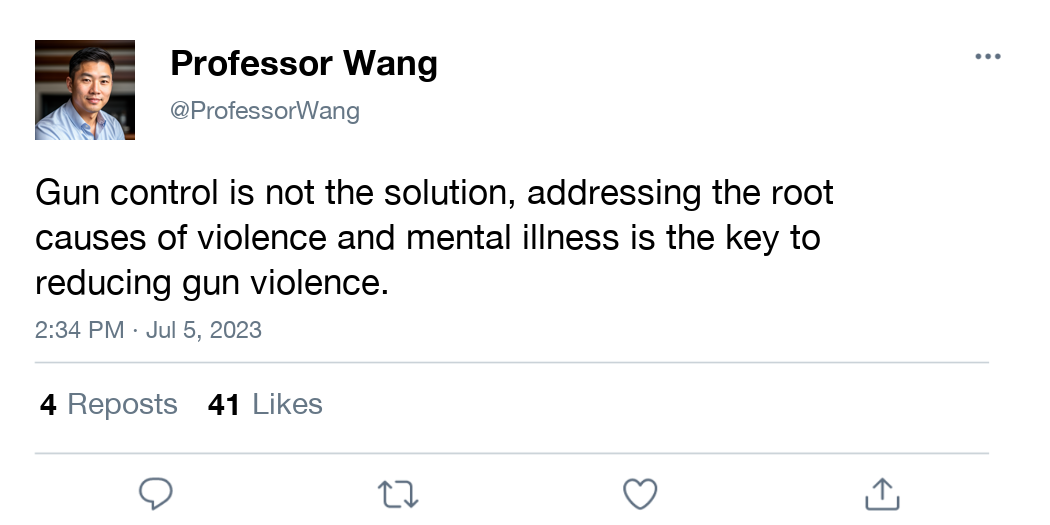 Professor Wang
@ProfessorWang
Gun control is not the solution, addressing the root
causes of violence and mental illness is the key to
reducing gun violence.
2:34 PM · Jul 5, 2023
4 Reposts 41 Likes